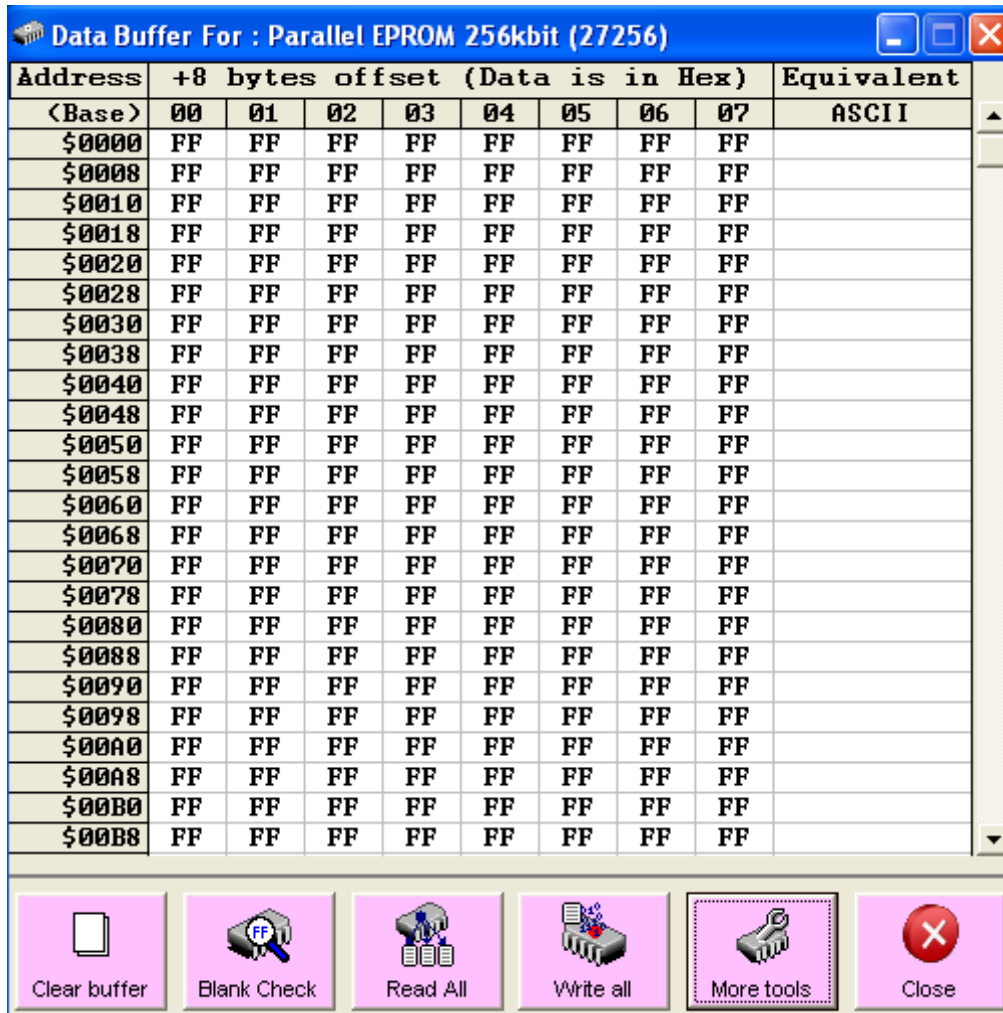 Data Buffer For : Parallel EPROM 256kbit (27256)
Address +8 bytes offset (Data is in Hex) Equivalent
(Base) 00 01 02 03 04 05 06 07 ASCII
$0000 FF FF FF FF FF FF FF FF
$0008 FF FF FF FF FF FF FF FF
$0010 FF FF FF FF FF FF FF FF
$0018 FF FF FF FF FF FF FF FF
$0020 FF FF FF FF FF FF FF FF
$0028 FF FF FF FF FF FF FF FF
$0030 FF FF FF FF FF FF FF FF
$0038 FF FF FF FF FF FF FF FF
$0040 FF FF FF FF FF FF FF FF
$0048 FF FF FF FF FF FF FF FF
$0050 FF FF FF FF FF FF FF FF
$0058 FF FF FF FF FF FF FF FF
$0060 FF FF FF FF FF FF FF FF
$0068 FF FF FF FF FF FF FF FF
$0070 FF FF FF FF FF FF FF FF
$0078 FF FF FF FF FF FF FF FF
$0080 FF FF FF FF FF FF FF FF
$0088 FF FF FF FF FF FF FF FF
$0090 FF FF FF FF FF FF FF FF
$0098 FF FF FF FF FF FF FF FF
$00A0 FF FF FF FF FF FF FF FF
$00A8 FF FF FF FF FF FF FF FF
$00B0 FF FF FF FF FF FF FF FF
$00B8 FF FF FF FF FF FF FF FF
FF
Clear buffer Blank Check Read All Write all More tools Close